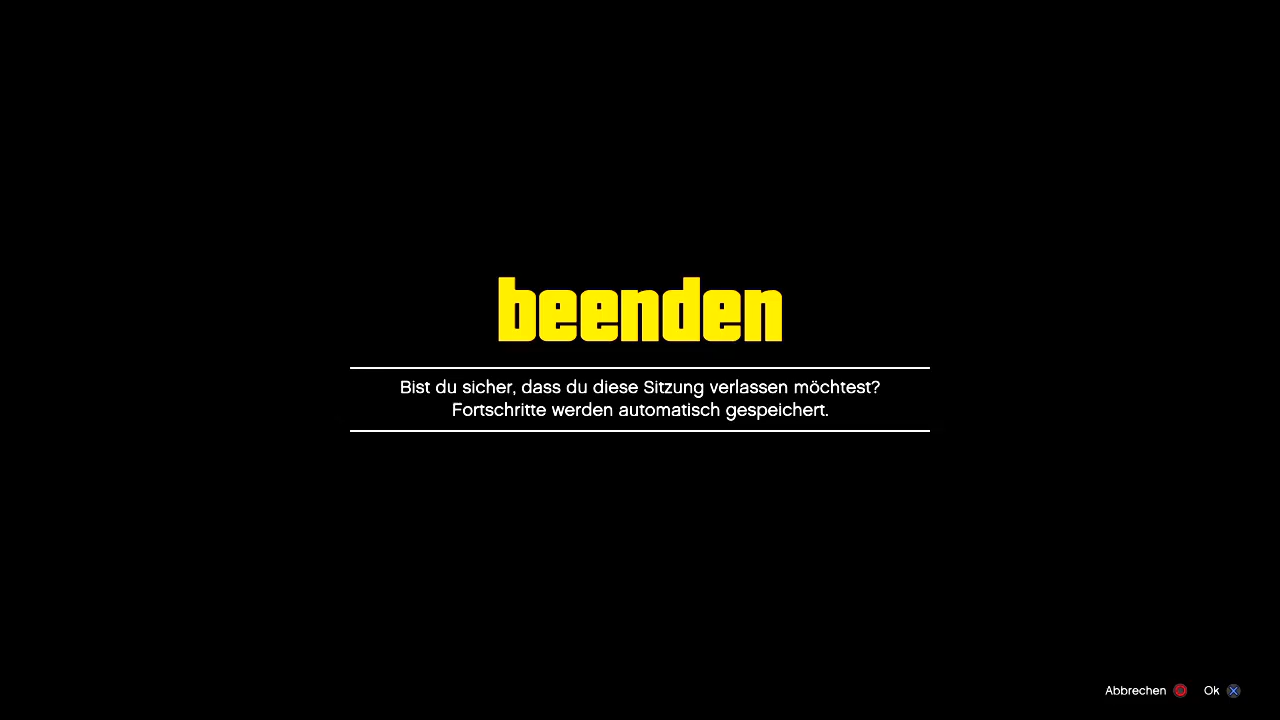 beenden
Bist du sicher, dass du diese Sitzung verlassen möchtest?
Fortschritte werden automatisch gespeichert.
Abbrechen Ok